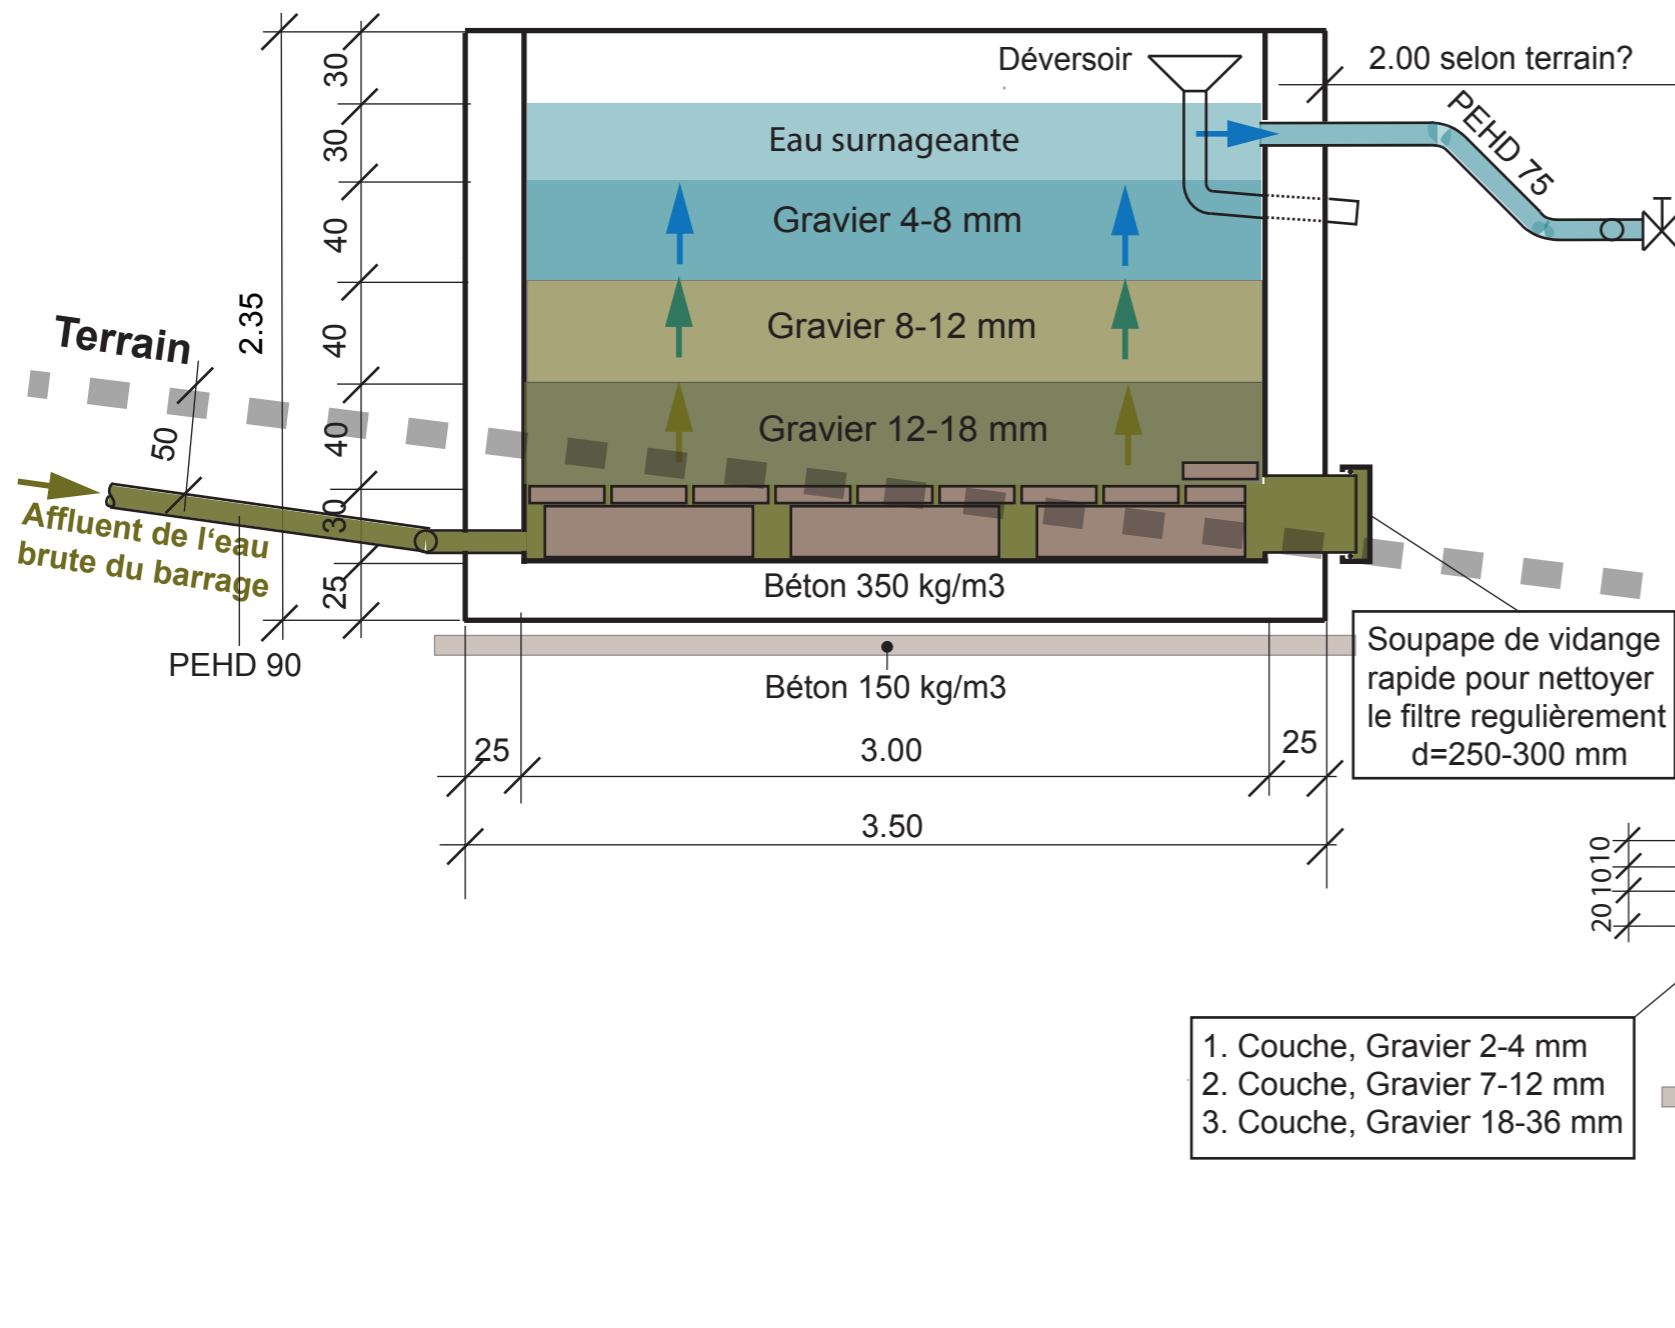 Déversoir
2.00 selon terrain?
30
Eau surnageante
PEHD 75
30
Gravier 4-8 mm
40
2.35
Terrain
Gravier 8-12 mm
40
50
Gravier 12-18 mm
40
Affluent de l‘eau
brute du barrage
30
25
Béton 350 kg/m3
PEHD 90
Béton 150 kg/m3
Soupape de vidange
rapide pour nettoyer
le filtre regulièrement
d=250-300 mm
25
3.00
25
3.50
10
10
20
1. Couche, Gravier 2-4 mm
2. Couche, Gravier 7-12 mm
3. Couche, Gravier 18-36 mm